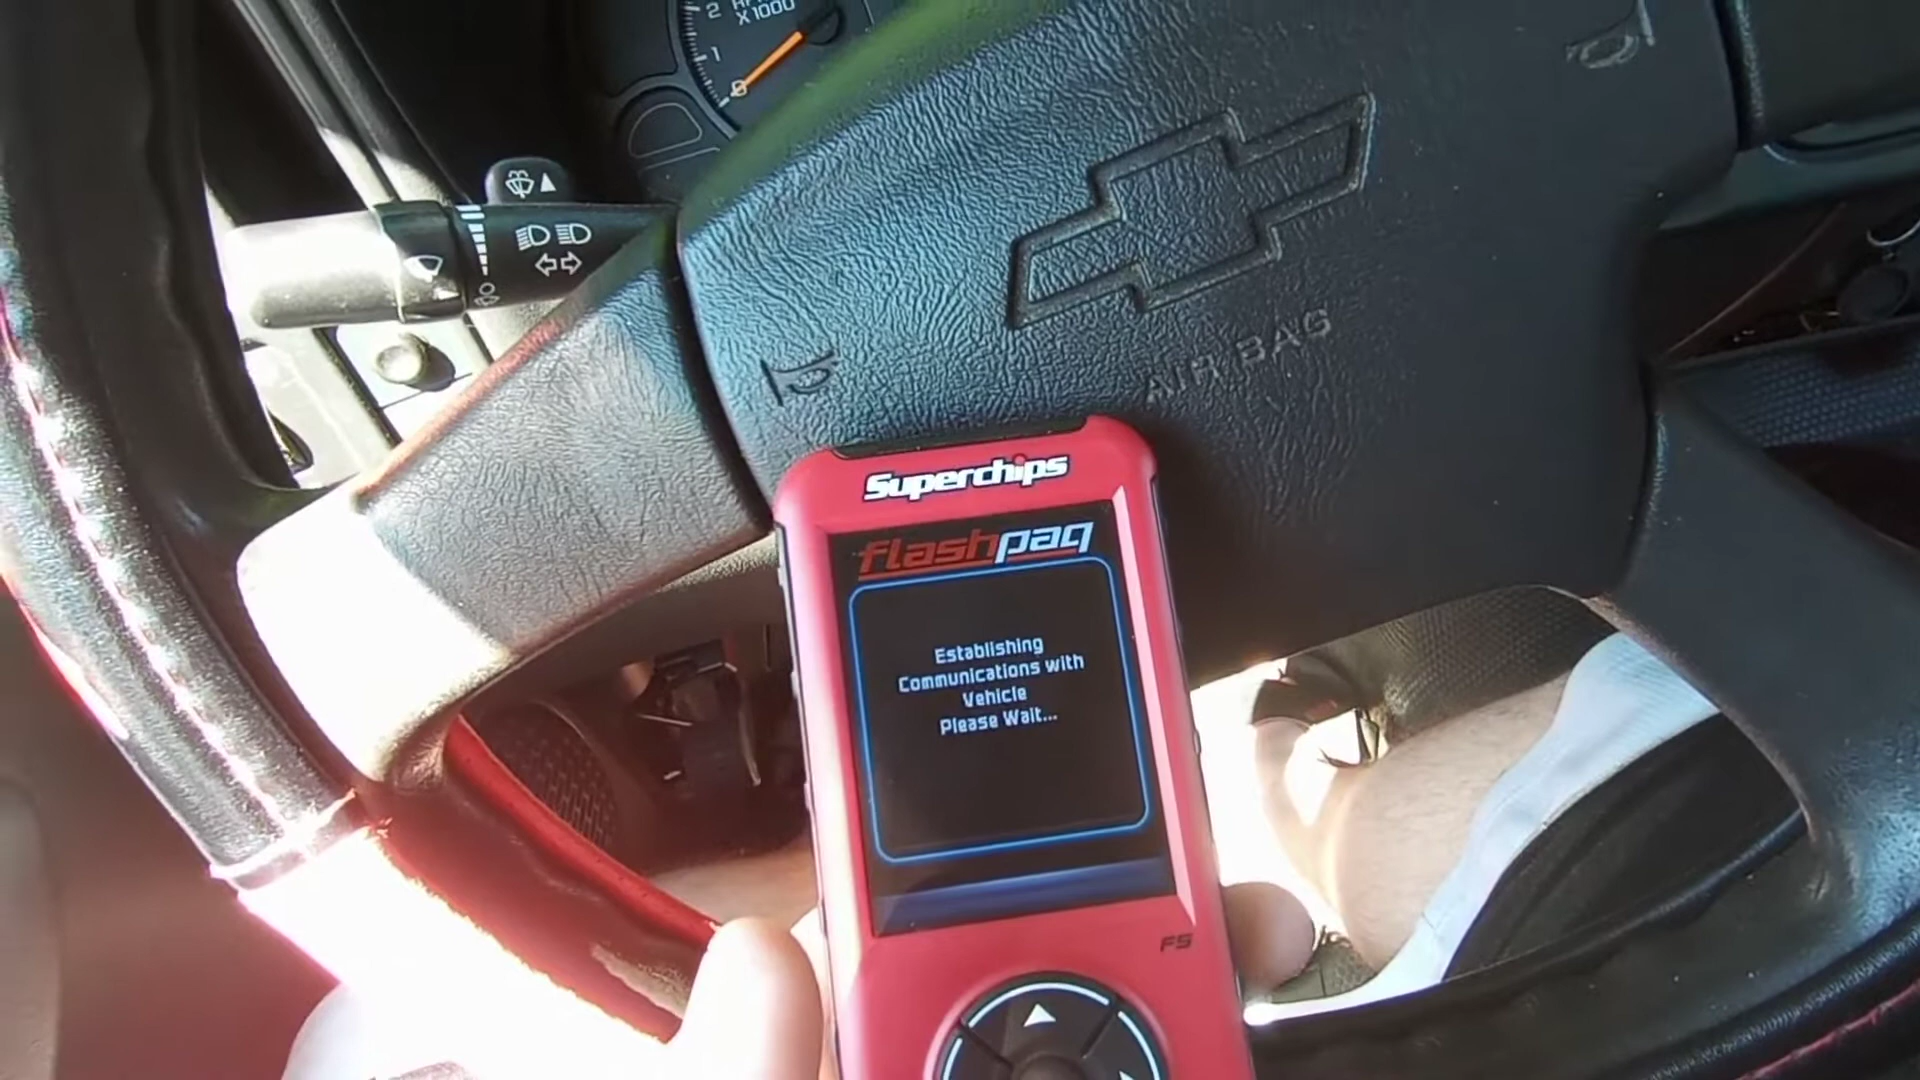 2
X1000
1
0
AIR BAG
Superchips
flashpaq
Establishing
Communications with
Vehicle
Please Wait...
F5